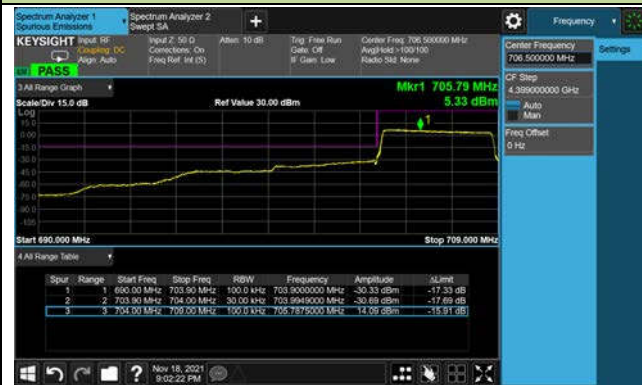 Spectrum Analyzer 1
Spurious Emissions
Spectrum Analyzer 2
Swept SA
+
Frequency
KEYSIGHT
Input: RF
Coupling: DC
Align: Auto
Input Z: 50 Ω
Corrections: On
Freq Ref: Int (S)
Atten: 10 dB
Trig: Free Run
Gate: Off
IF Gain: Low
Center Freq: 706.500000 MHz
Avg|Hold:>100/100
Radio Std: None
PASS
3 All Range Graph
Mkr1 705.79 MHz
Scale/Div 15.0 dB
Ref Value 30.00 dBm
5.33 dBm
Log
15.0
0.00
-15.0
-30.0
-45.0
-60.0
-75.0
-90.0
-105
1
Start 690.000 MHz
Stop 709.000 MHz
4 All Range Table
Spur Range Start Freq Stop Freq RBW Frequency Amplitude ΔLimit
1 1 690.00 MHz 703.90 MHz 100.0 kHz 703.9000000 MHz -30.33 dBm -17.33 dB
2 2 703.90 MHz 704.00 MHz 30.00 kHz 703.9949000 MHz -30.69 dBm -17.69 dB
3 3 704.00 MHz 709.00 MHz 100.0 kHz 705.7875000 MHz 14.09 dBm -15.91 dB
Center Frequency
706.500000 MHz
Settings
CF Step
4.399000000 GHz
Auto
Man
Freq Offset
0 Hz
?
Nov 18, 2021
9:02:22 PM